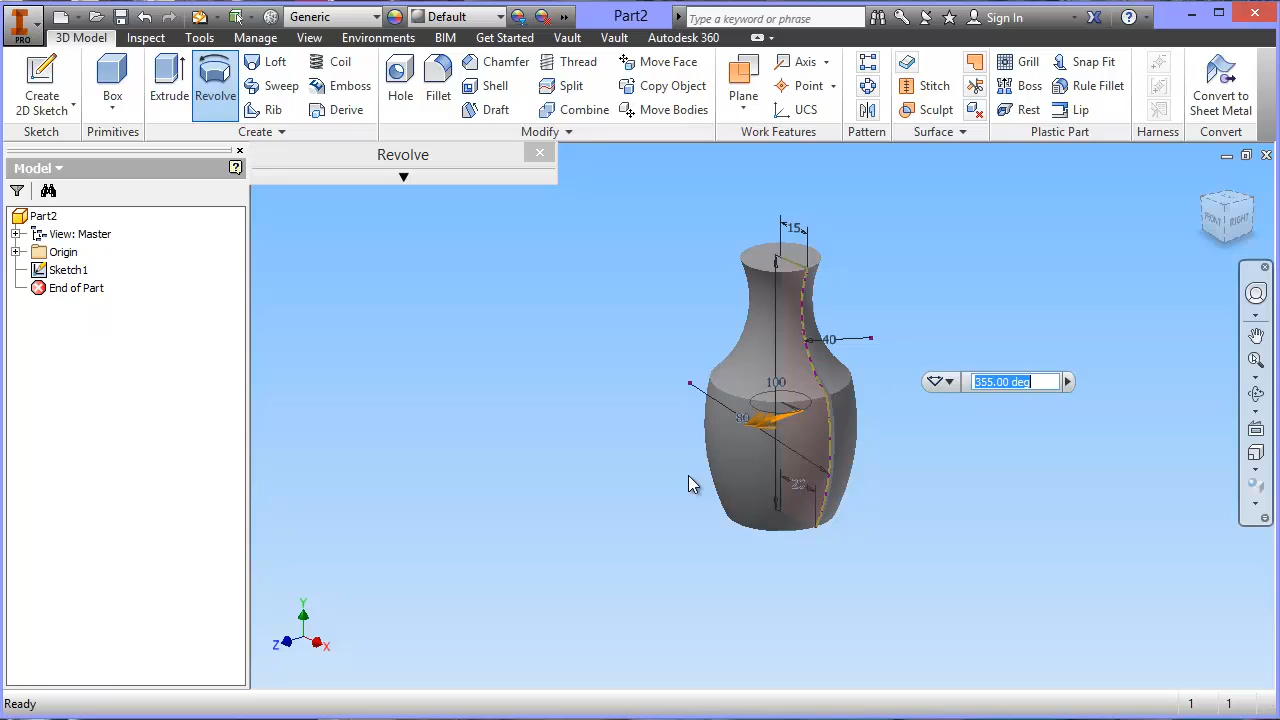 PRO
Generic
Default
Part2
Type a keyword or phrase
Sign In
3D Model
Inspect
Tools
Manage
View
Environments
BIM
Get Started
Vault
Vault
Autodesk 360
Create
2D Sketch
Box
Extrude
Revolve
Loft
Sweep
Rib
Coil
Emboss
Derive
Hole
Fillet
Chamfer
Shell
Draft
Thread
Split
Combine
Move Face
Copy Object
Move Bodies
Plane
Axis
Point
UCS
Stitch
Sculpt
Grill
Boss
Rest
Snap Fit
Rule Fillet
Lip
Convert to
Sheet Metal
Sketch
Primitives
Create
Modify
Work Features
Pattern
Surface
Plastic Part
Harness
Convert
Revolve
Model
Part2
View: Master
Origin
Sketch1
End of Part
15
40
100
80
355.00 deg
FRONT
RIGHT
Y
Z
X
Ready
1
1